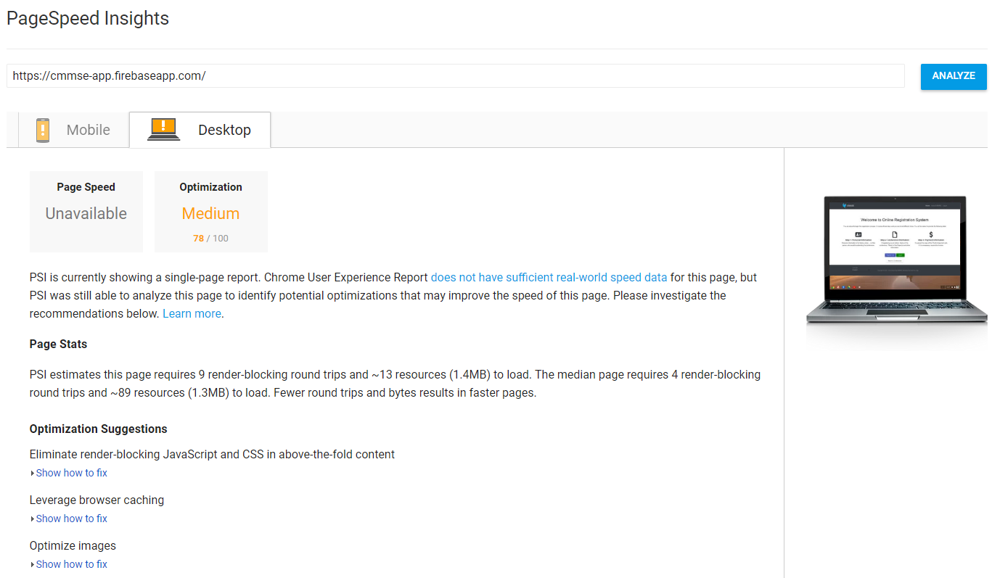 PageSpeed Insights
https://cmmse-app.firebaseapp.com/
ANALYZE
Mobile
Desktop
Page Speed
Unavailable
Optimization
Medium
78 / 100
PSI is currently showing a single-page report. Chrome User Experience Report does not have sufficient real-world speed data for this page, but
PSI was still able to analyze this page to identify potential optimizations that may improve the speed of this page. Please investigate the
recommendations below. Learn more.
Page Stats
PSI estimates this page requires 9 render-blocking round trips and ~13 resources (1.4MB) to load. The median page requires 4 render-blocking
round trips and ~89 resources (1.3MB) to load. Fewer round trips and bytes results in faster pages.
Optimization Suggestions
Eliminate render-blocking JavaScript and CSS in above-the-fold content
Show how to fix
Leverage browser caching
Show how to fix
Optimize images
Show how to fix
Welcome to Online Registration System